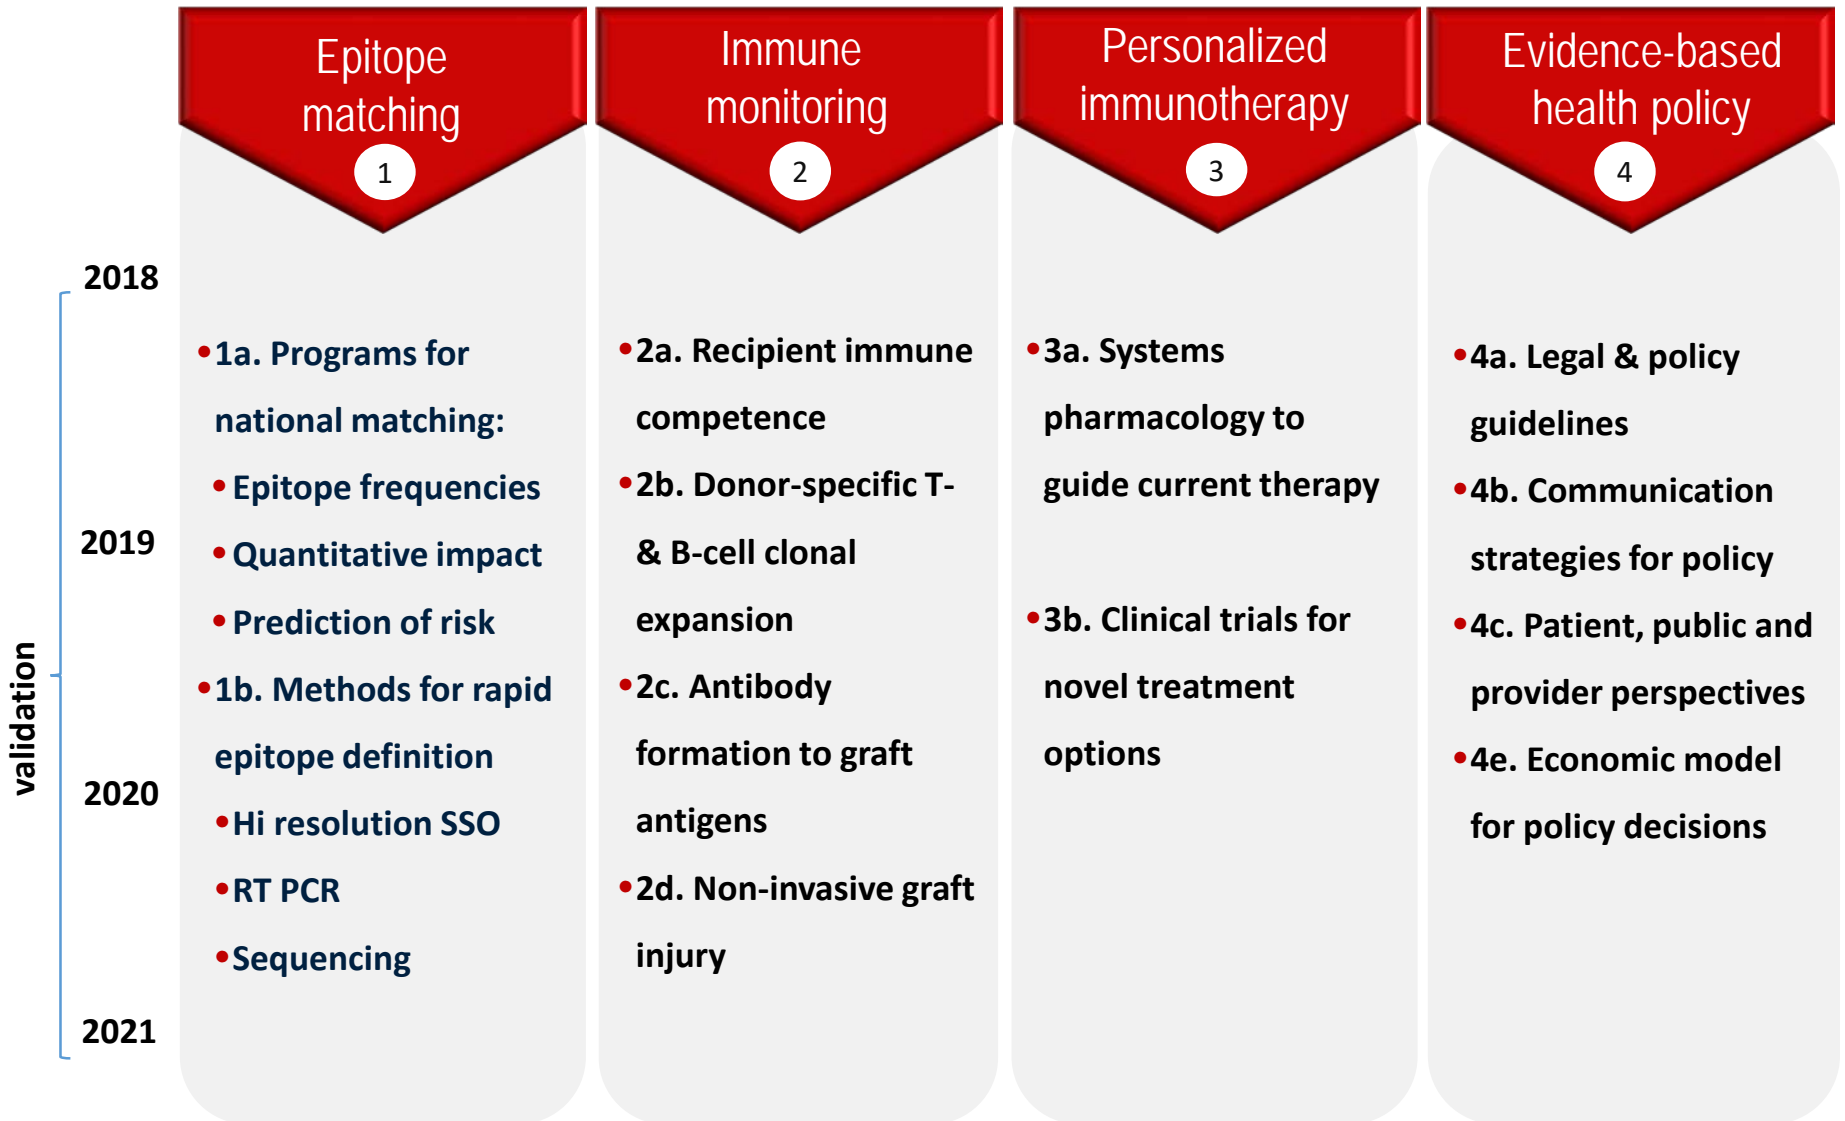 Epitope
matching
1
Immune
monitoring
2
Personalized
immunotherapy
3
Evidence-based
health policy
4
validation
2018
2019
2020
2021
•1a. Programs for
national matching:
•Epitope frequencies
•Quantitative impact
•Prediction of risk
•1b. Methods for rapid
epitope definition
•Hi resolution SSO
•RT PCR
•Sequencing
•2a. Recipient immune
competence
•2b. Donor-specific T-
& B-cell clonal
expansion
•2c. Antibody
formation to graft
antigens
•2d. Non-invasive graft
injury
•3a. Systems
pharmacology to
guide current therapy
•3b. Clinical trials for
novel treatment
options
•4a. Legal & policy
guidelines
•4b. Communication
strategies for policy
•4c. Patient, public and
provider perspectives
•4e. Economic model
for policy decisions